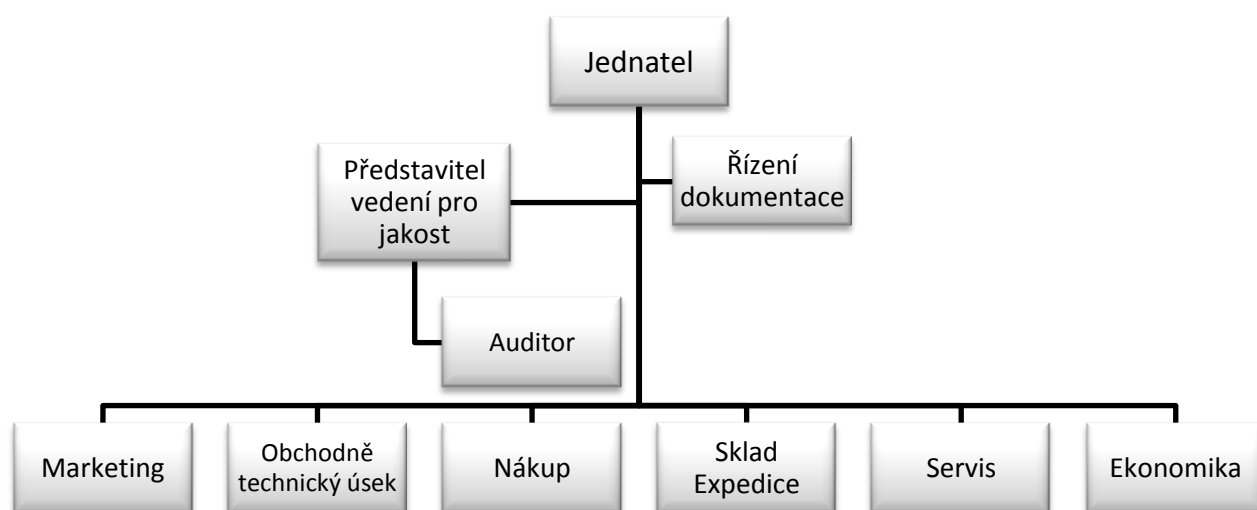 Jednatel
Představitel
vedení pro
jakost
Řízení
dokumentace
Auditor
Marketing
Obchodně
technický úsek
Nákup
Sklad
Expedice
Servis
Ekonomika